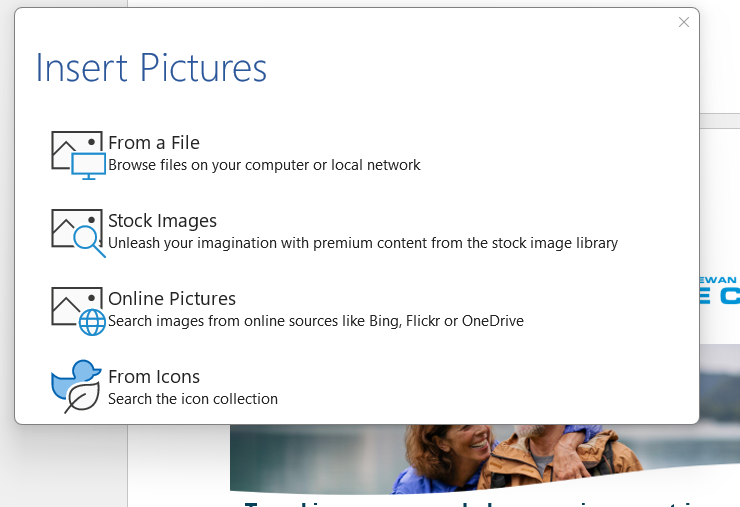 Insert Pictures
From a File
Browse files on your computer or local network
Stock Images
Unleash your imagination with premium content from the stock image library
Online Pictures
Search images from online sources like Bing, Flickr or OneDrive
EWAN
E C
From Icons
Search the icon collection